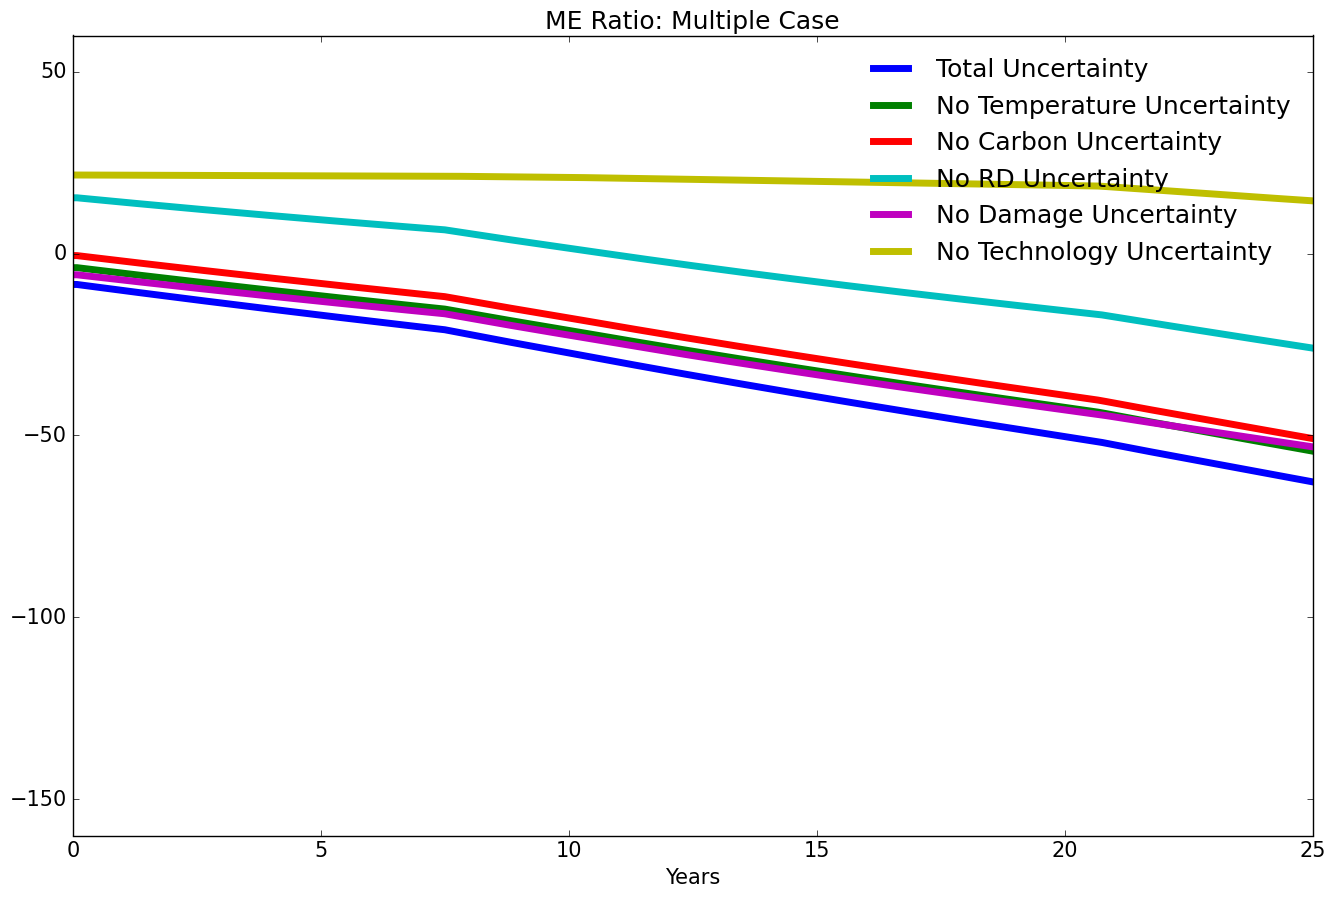 ME Ratio: Multiple Case
50
0
−50
−100
−150
Total Uncertainty
No Temperature Uncertainty
No Carbon Uncertainty
No RD Uncertainty
No Damage Uncertainty
No Technology Uncertainty
0 5 10 15 20 25
Years